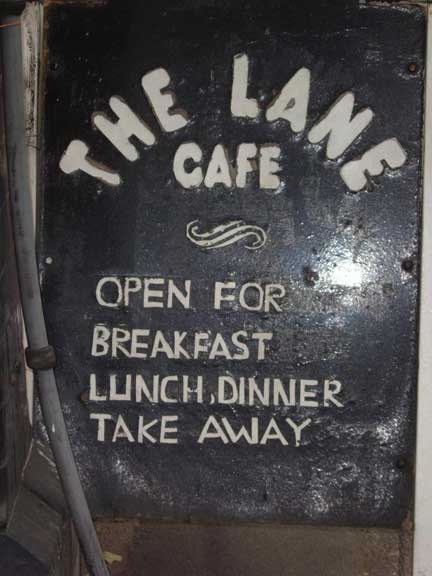 THE LANE
CAFE
OPEN FOR
BREAKFAST
LUNCH, DINNER
TAKE AWAY